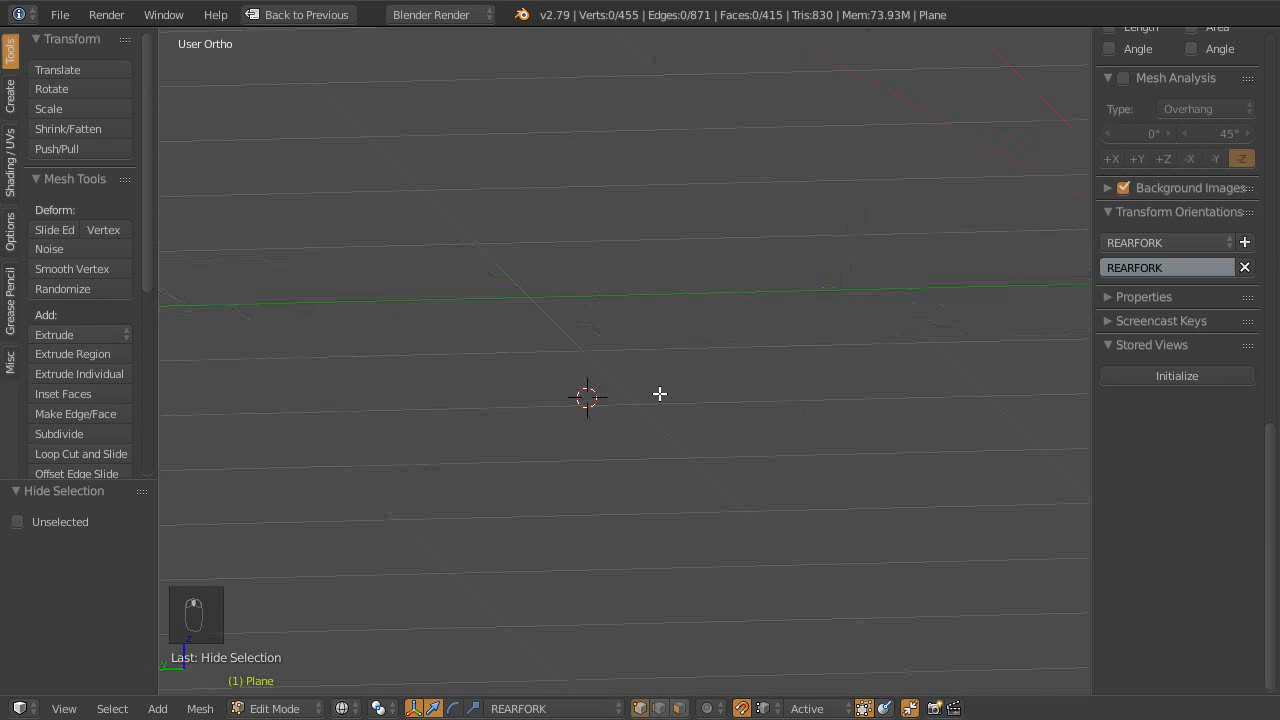 File Render Window Help Back to Previous Blender Render v2.79 | Verts:0/455 | Edges:0/871 | Faces:0/415 | Tris:830 | Mem:73.93M | Plane
Tools
Create
Shading / UVs
Options
Grease Pencil
Misc
Transform
Translate
Rotate
Scale
Shrink/Fatten
Push/Pull
Mesh Tools
Deform:
Slide Ed Vertex
Noise
Smooth Vertex
Randomize
Add:
Extrude
Extrude Region
Extrude Individual
Inset Faces
Make Edge/Face
Subdivide
Loop Cut and Slide
Offset Edge Slide
Hide Selection
Unselected
User Ortho
z
y
Last: Hide Selection
(1) Plane
Length Area
Angle Angle
Mesh Analysis
Type: Overhang
0° 45°
+X +Y +Z -X -Y -Z
Background Images
Transform Orientations
REARFORK
REARFORK
Properties
Screencast Keys
Stored Views
Initialize
View Select Add Mesh Edit Mode REARFORK Active